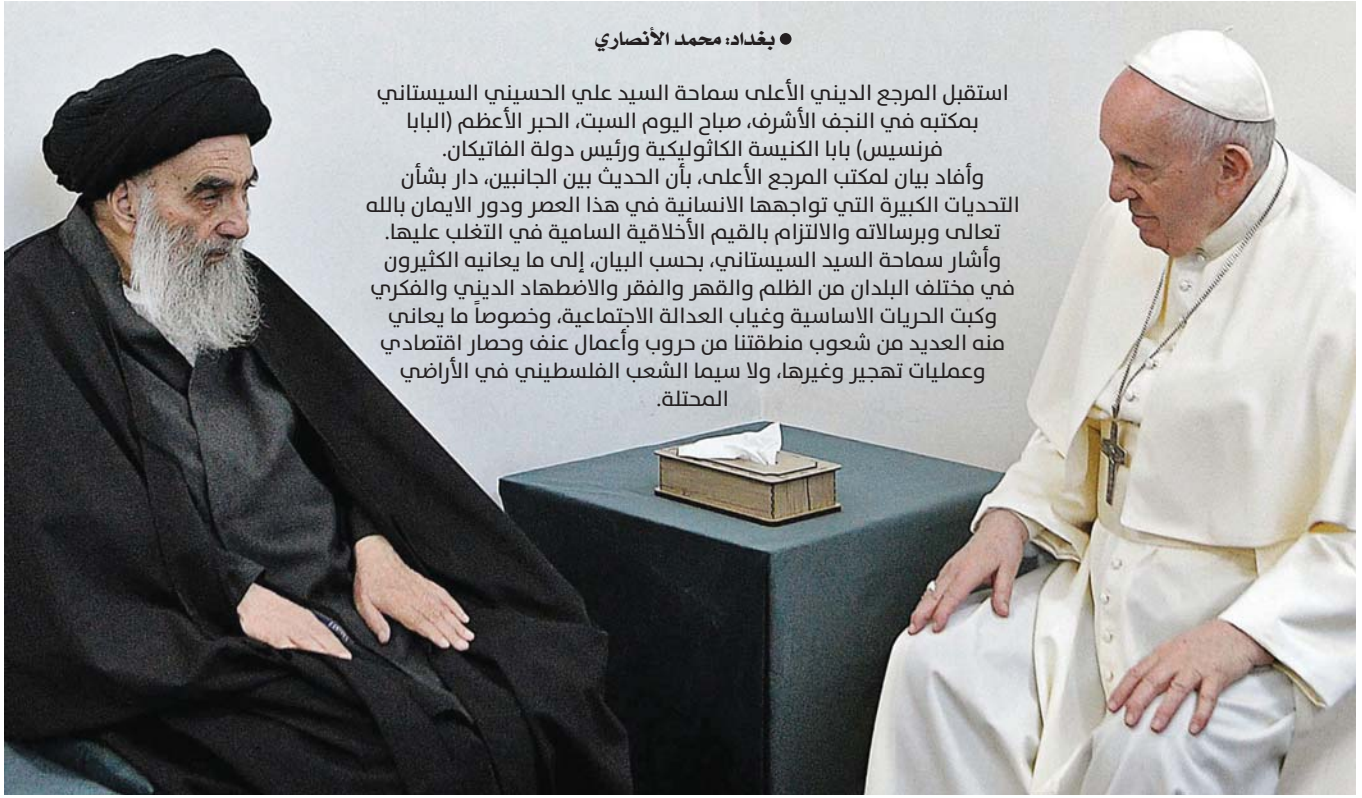 ● بغداد: محمد الأنصاري
استقبل المرجع الديني الأعلى سماحة السيد علي الحسيني السيستاني
بمكتبه في النجف الأشرف، صباح اليوم السبت، الحبر الأعظم (البابا
فرنسيس) بابا الكنيسة الكاثوليكية ورئيس دولة الفاتيكان.
وأفاد بيان لمكتب المرجع الأعلى، بأن الحديث بين الجانبين، دار بشأن
التحديات الكبيرة التي تواجهها الانسانية في هذا العصر ودور الايمان بالله
تعالى وبرسالاته والالتزام بالقيم الأخلاقية السامية في التغلب عليها.
وأشار سماحة السيد السيستاني، بحسب البيان، إلى ما يعانيه الكثيرون
في مختلف البلدان من الظلم والقهر والفقر والاضطهاد الديني والفكري
وكبت الحريات الاساسية وغياب العدالة الاجتماعية، وخصوصاً ما يعاني
منه العديد من شعوب منطقتنا من حروب وأعمال عنف وحصار اقتصادي
وعمليات تهجير وغيرها، ولا سيما الشعب الفلسطيني في الأراضي
المحتلة.